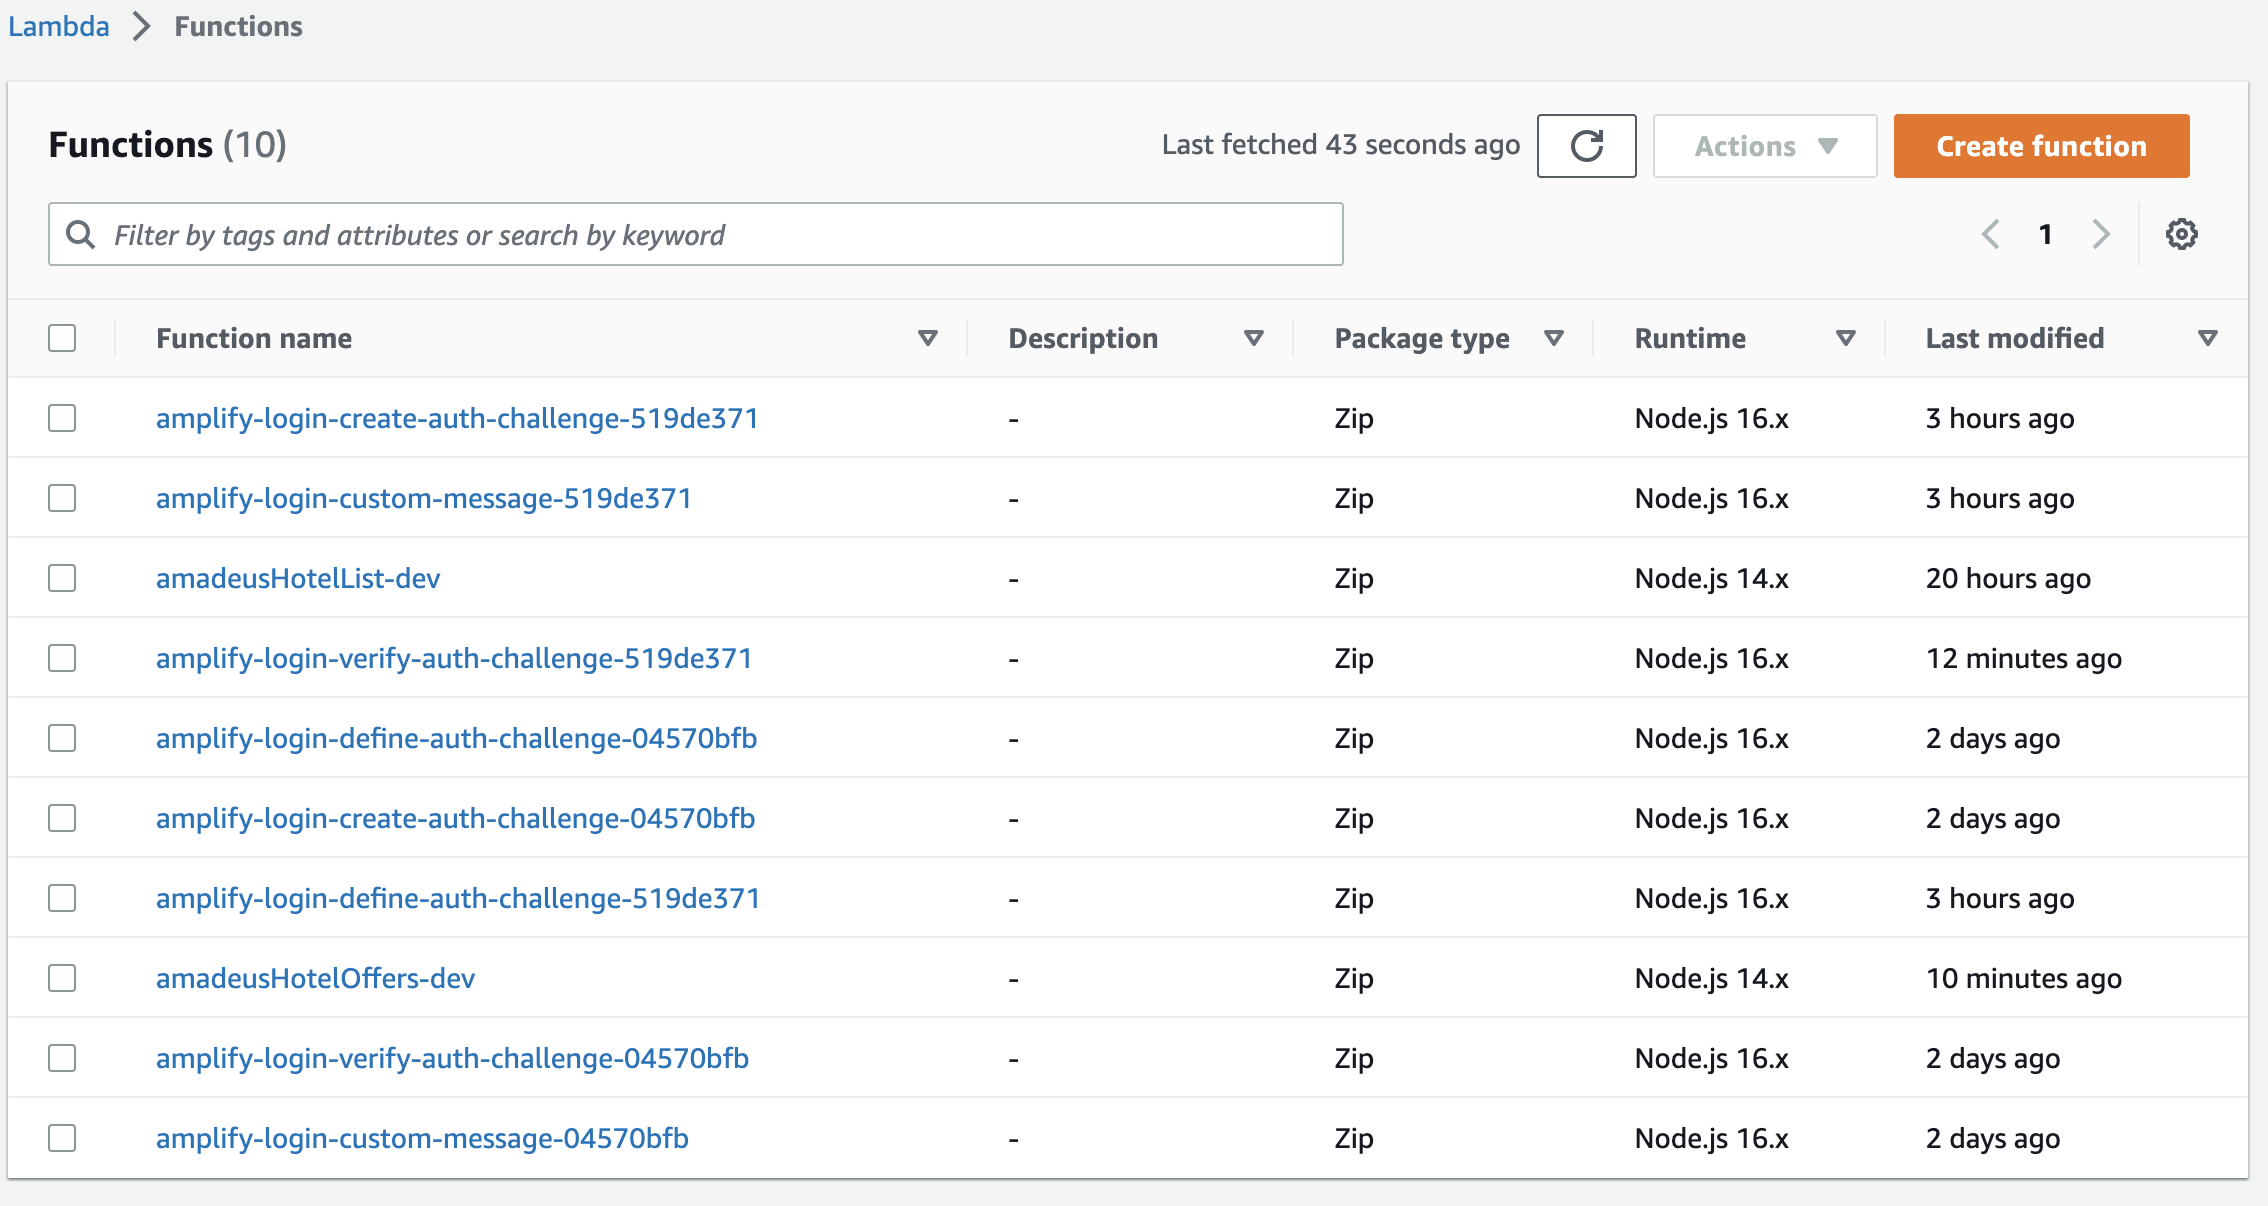 Lambda > Functions
Functions (10) Last fetched 43 seconds ago Actions Create function
Filter by tags and attributes or search by keyword 1
Function name Description Package type Runtime Last modified
amplify-login-create-auth-challenge-519de371 - Zip Node.js 16.x 3 hours ago
amplify-login-custom-message-519de371 - Zip Node.js 16.x 3 hours ago
amadeusHotelList-dev - Zip Node.js 14.x 20 hours ago
amplify-login-verify-auth-challenge-519de371 - Zip Node.js 16.x 12 minutes ago
amplify-login-define-auth-challenge-04570bfb - Zip Node.js 16.x 2 days ago
amplify-login-create-auth-challenge-04570bfb - Zip Node.js 16.x 2 days ago
amplify-login-define-auth-challenge-519de371 - Zip Node.js 16.x 3 hours ago
amadeusHotelOffers-dev - Zip Node.js 14.x 10 minutes ago
amplify-login-verify-auth-challenge-04570bfb - Zip Node.js 16.x 2 days ago
amplify-login-custom-message-04570bfb - Zip Node.js 16.x 2 days ago